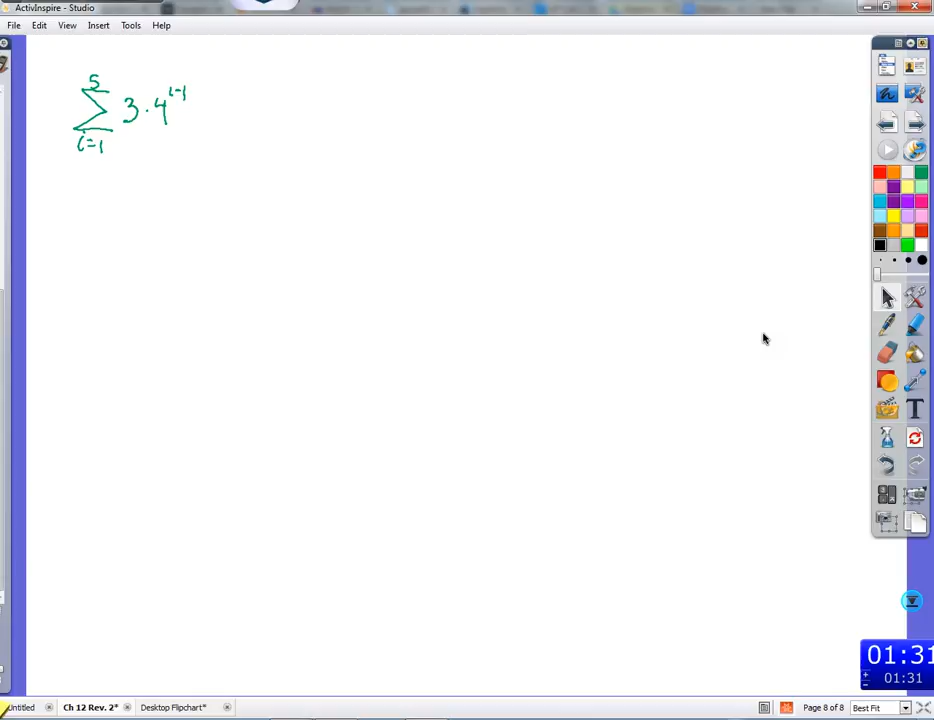 ActivInspire - Studio
File Edit View Insert Tools Help
5
∑ 3·4^(i-1)
i=1
T
01:31
01:31
Untitled Ch 12 Rev. 2* Desktop Flipchart* Page 8 of 8 Best Fit